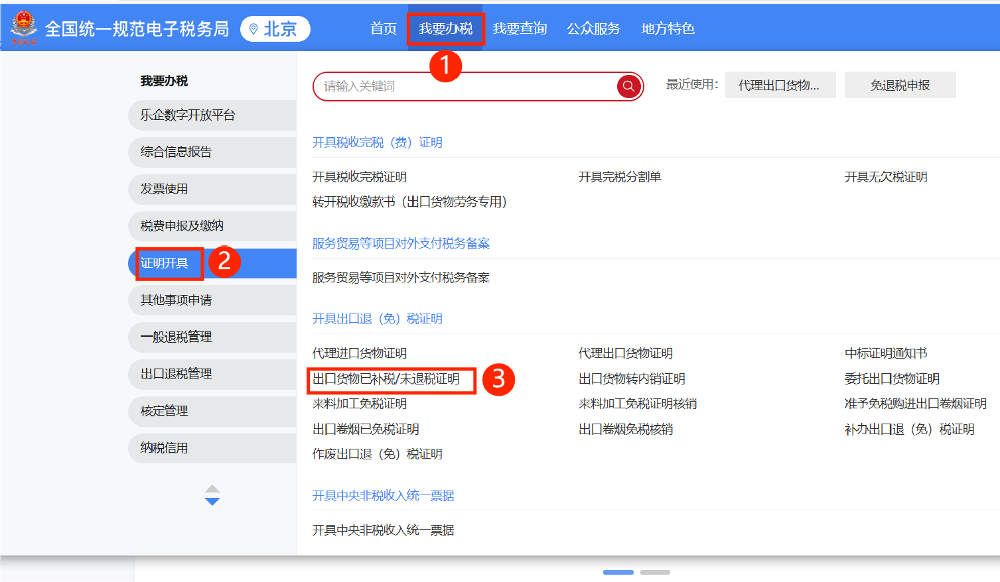 全国统一规范电子税务局 北京 首页 我要办税 我要查询 公众服务 地方特色
1
我要办税
请输入关键词 最近使用： 代理出口货物... 免退税申报
乐企数字开放平台
综合信息报告
发票使用
税费申报及缴纳
证明开具 2
其他事项申请
一般退税管理
出口退税管理
核定管理
纳税信用
开具税收完税（费）证明
开具税收完税证明 开具完税分割单 开具无欠税证明
转开税收缴款书（出口货物劳务专用）
服务贸易等项目对外支付税务备案
服务贸易等项目对外支付税务备案
开具出口退（免）税证明
代理进口货物证明 代理出口货物证明 中标证明通知书
出口货物已补税/未退税证明 3 出口货物转内销证明 委托出口货物证明
来料加工免税证明 来料加工免税证明核销 准予免税购进出口卷烟证明
出口卷烟已免税证明 出口卷烟免税核销 补办出口退（免）税证明
作废出口退（免）税证明
开具中央非税收入统一票据
开具中央非税收入统一票据